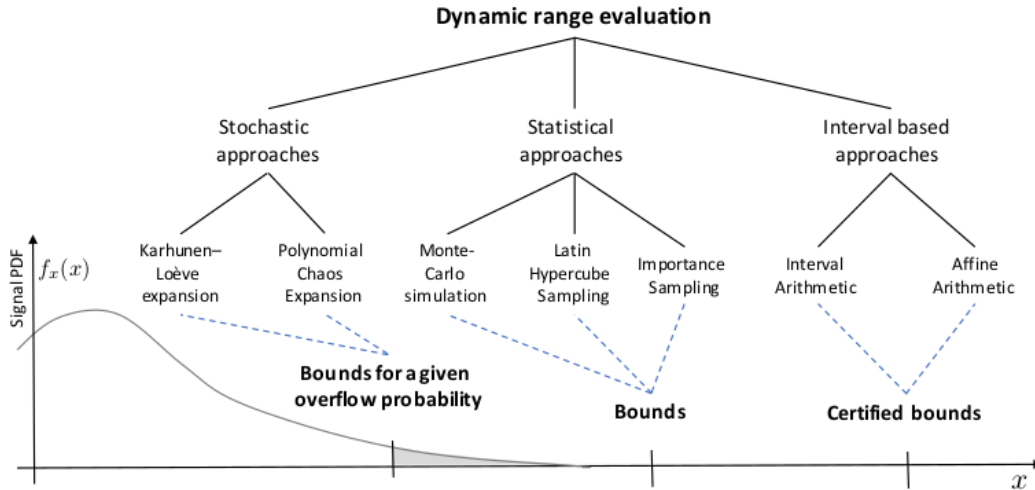 Dynamic range evaluation
Stochastic
approaches
Statistical
approaches
Interval based
approaches
Karhunen–
Loève
expansion
Polynomial
Chaos
Expansion
Monte-
Carlo
simulation
Latin
Hypercube
Sampling
Importance
Sampling
Interval
Arithmetic
Affine
Arithmetic
Signal PDF
f_x(x)
Bounds for a given
overflow probability
Bounds
Certified bounds
x